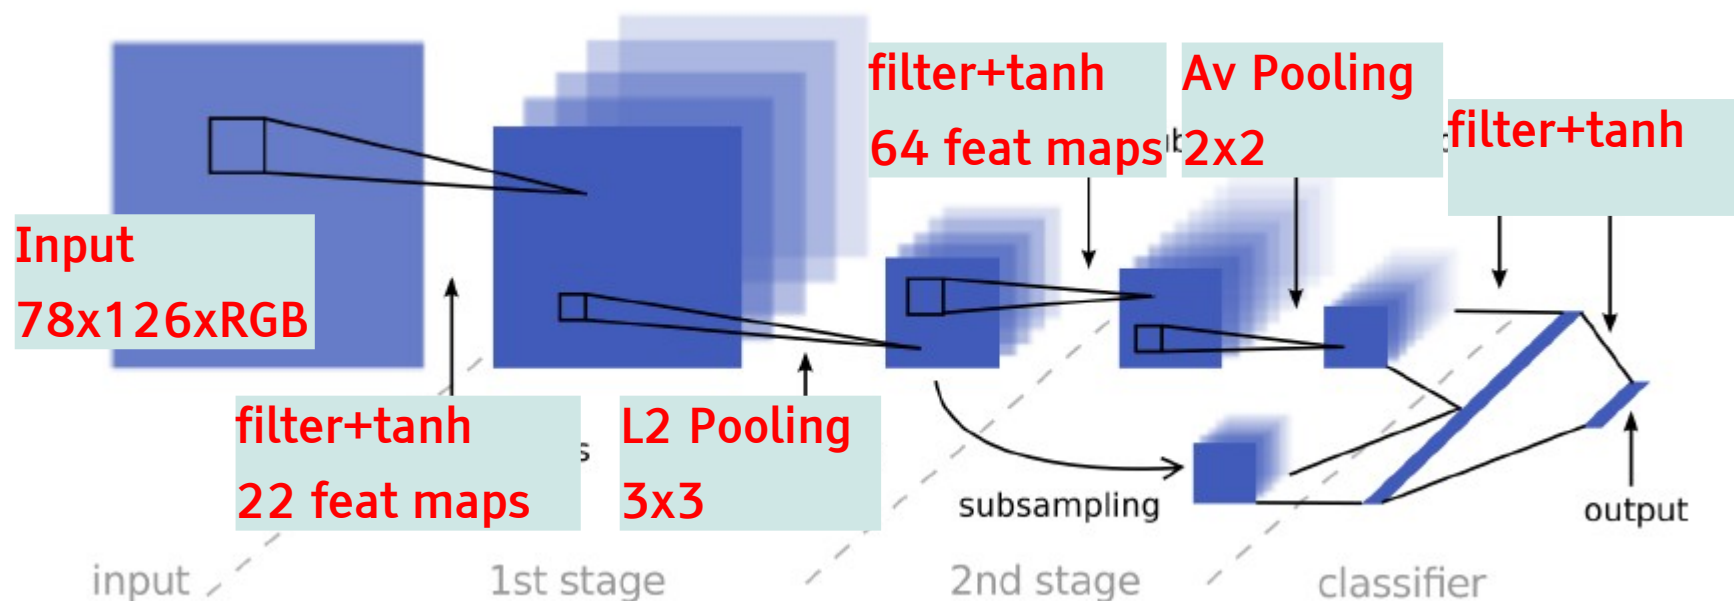 filter+tanh
64 feat maps
Av Pooling
2x2
filter+tanh
Input
78x126xRGB
filter+tanh
22 feat maps
L2 Pooling
3x3
subsampling
output
input
1st stage
2nd stage
classifier